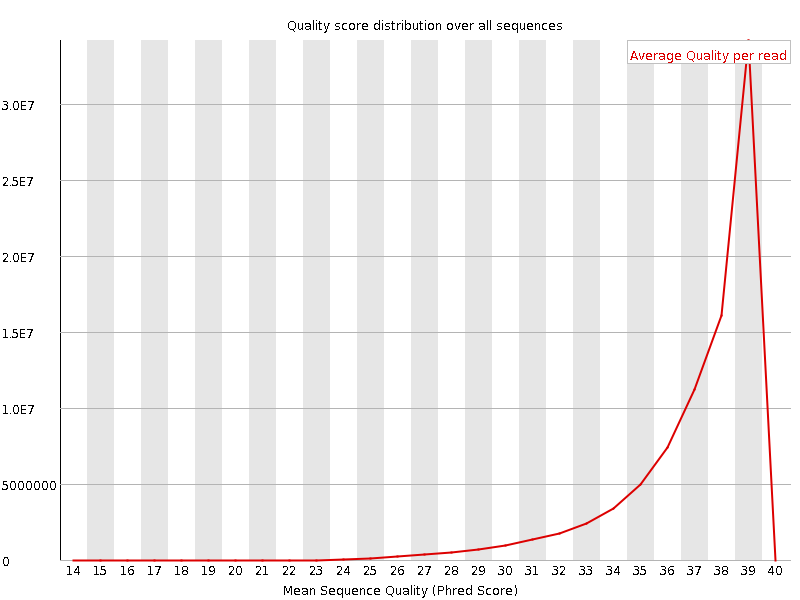 Quality score distribution over all sequences
Average Quality per read
3.0E7
2.5E7
2.0E7
1.5E7
1.0E7
5000000
0
14 15 16 17 18 19 20 21 22 23 24 25 26 27 28 29 30 31 32 33 34 35 36 37 38 39 40
Mean Sequence Quality (Phred Score)